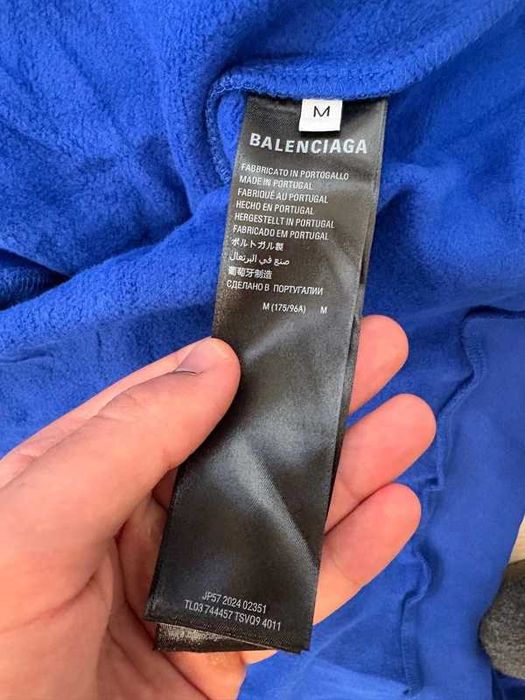 M
BALENCIAGA
FABBRICATO IN PORTOGALLO
MADE IN PORTUGAL
FABRIQUÉ AU PORTUGAL
HECHO EN PORTUGAL
HERGESTELLT IN PORTUGAL
FABRICADO EM PORTUGAL
ポルトガル製
صنع في البرتغال
葡萄牙制造
СДЕЛАНО В ПОРТУГАЛИИ
M (175/96A) M
JP57 2024 02351
TL03 744457 TSVQ9 4011